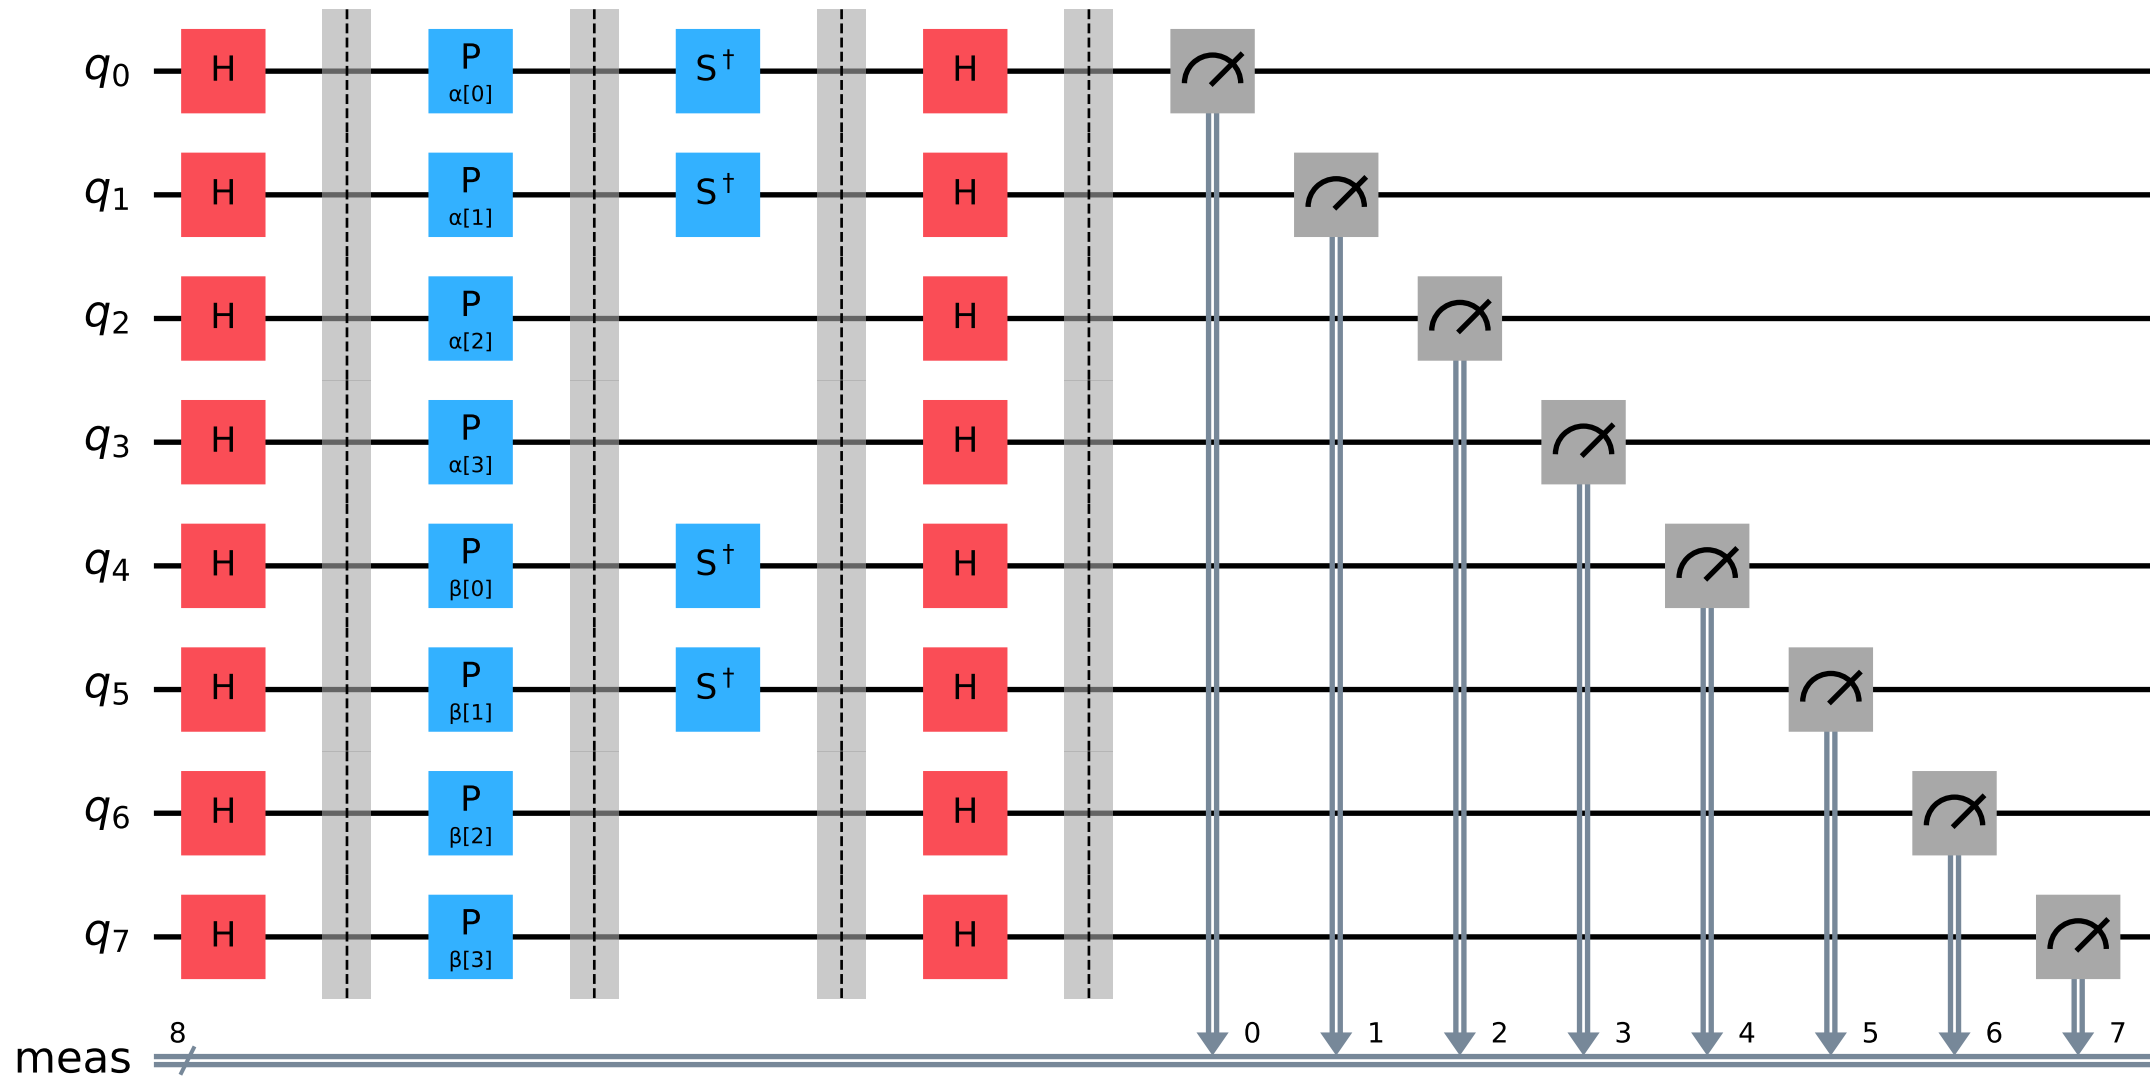 q0 H P α[0] S† H
q1 H P α[1] S† H
q2 H P α[2] H
q3 H P α[3] H
q4 H P β[0] S† H
q5 H P β[1] S† H
q6 H P β[2] H
q7 H P β[3] H
8 0 1 2 3 4 5 6 7
meas